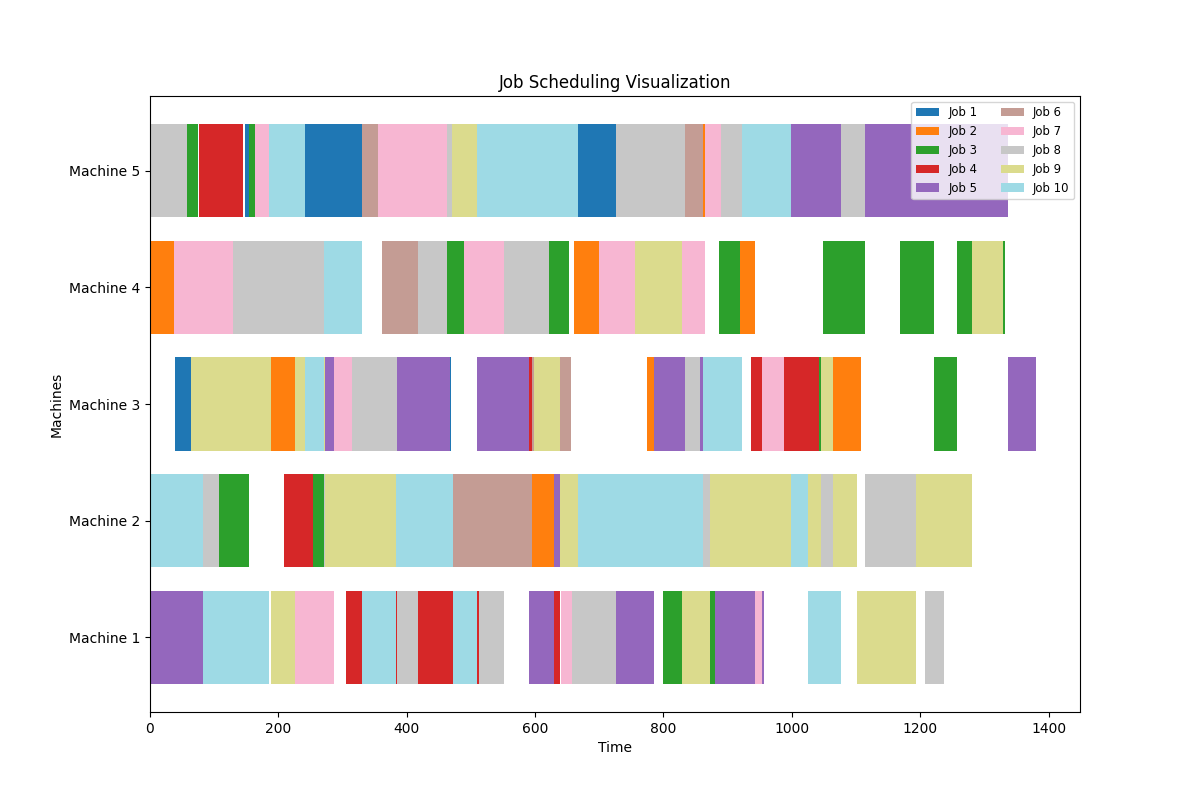 Job Scheduling Visualization
Job 1
Job 2
Job 3
Job 4
Job 5
Job 6
Job 7
Job 8
Job 9
Job 10
Machine 5
Machine 4
Machine 3
Machine 2
Machine 1
Machines
0 200 400 600 800 1000 1200 1400
Time